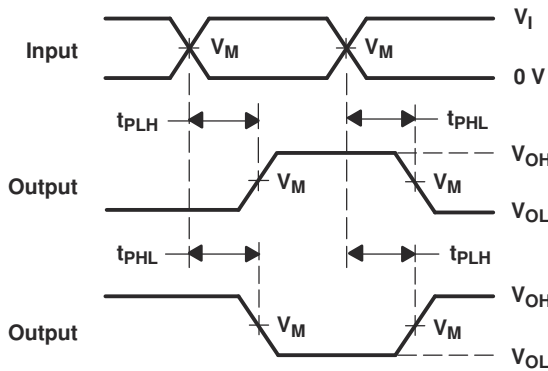 V_I
Input V_M V_M
0 V
t_PLH t_PHL
V_OH
Output V_M V_M
V_OL
t_PHL t_PLH
V_OH
Output V_M V_M
V_OL